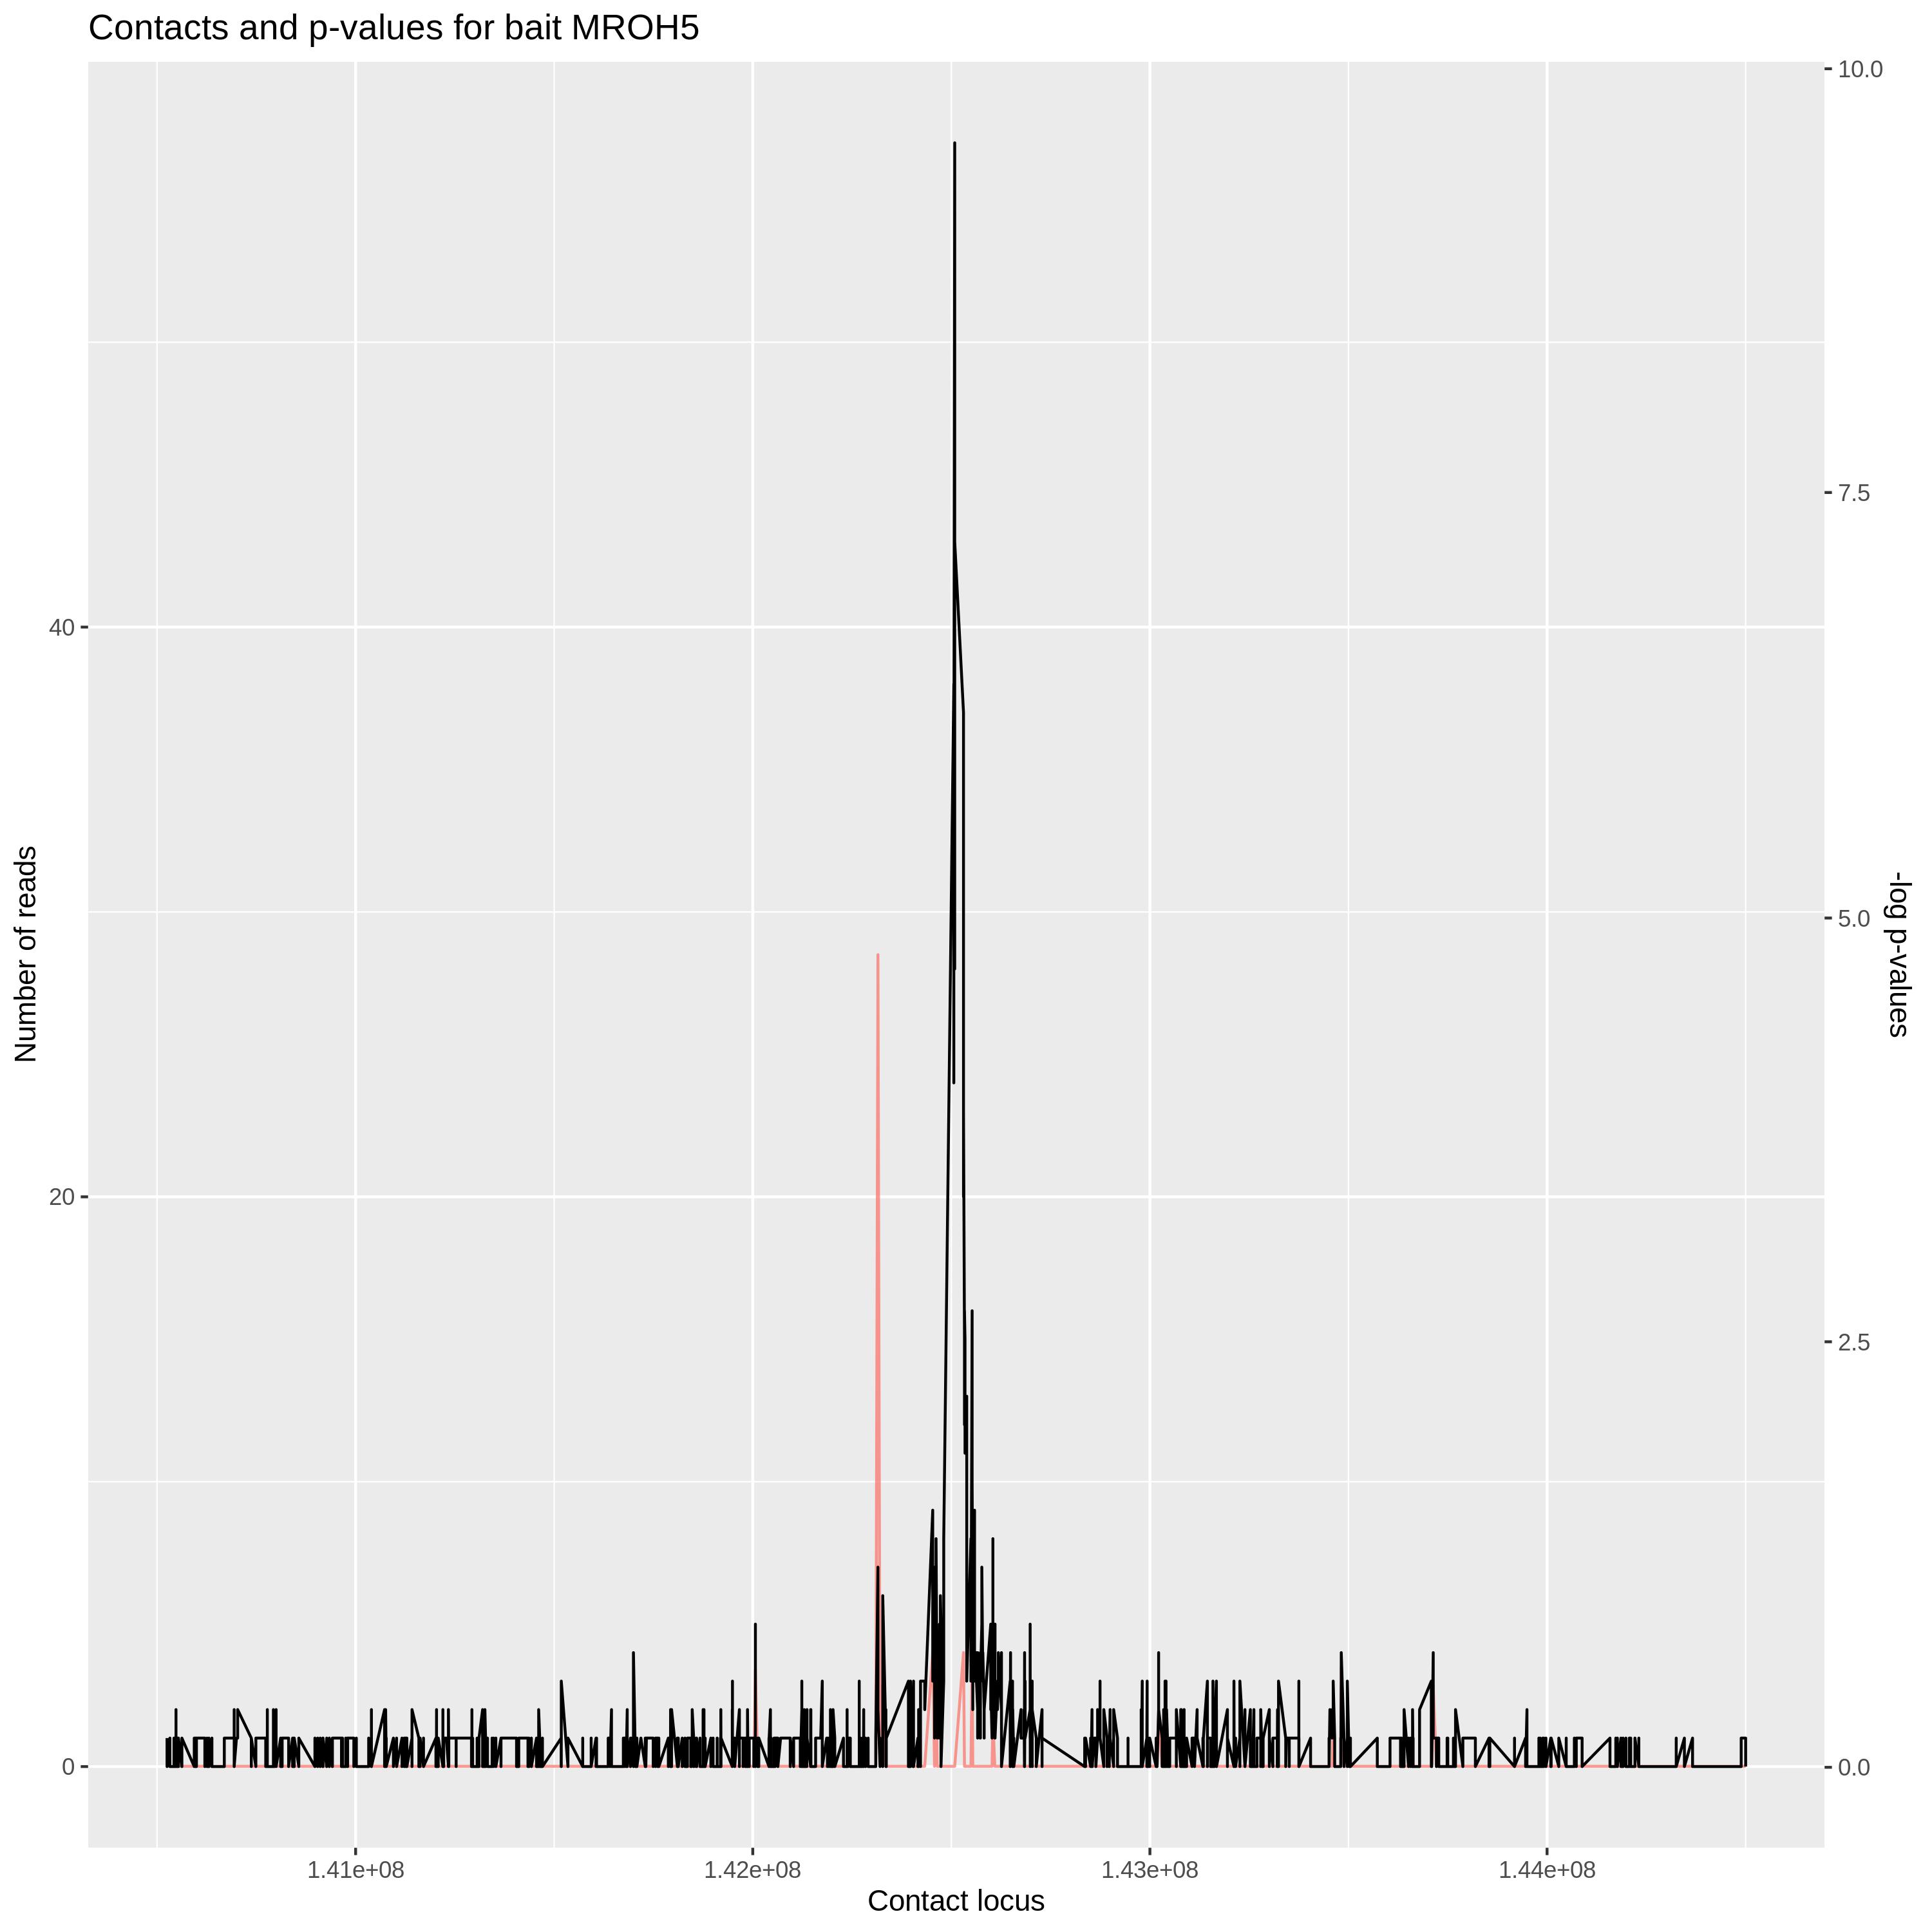 Contacts and p-values for bait MROH5
10.0
7.5
40
5.0
Number of reads
-log p-values
20
2.5
0
0.0
1.41e+08 1.42e+08 1.43e+08 1.44e+08
Contact locus